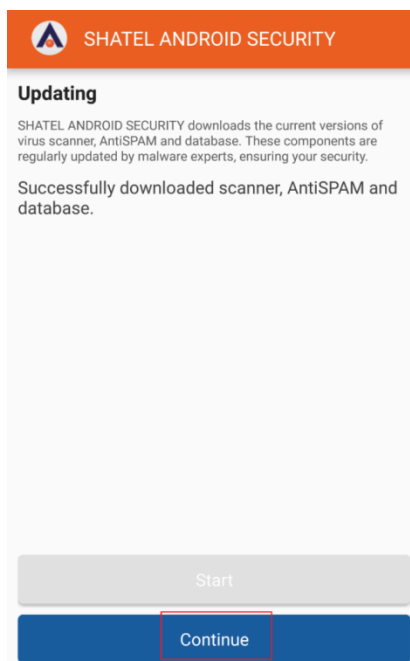 SHATEL ANDROID SECURITY
Updating
SHATEL ANDROID SECURITY downloads the current versions of
virus scanner, AntiSPAM and database. These components are
regularly updated by malware experts, ensuring your security.
Successfully downloaded scanner, AntiSPAM and
database.
Start
Continue